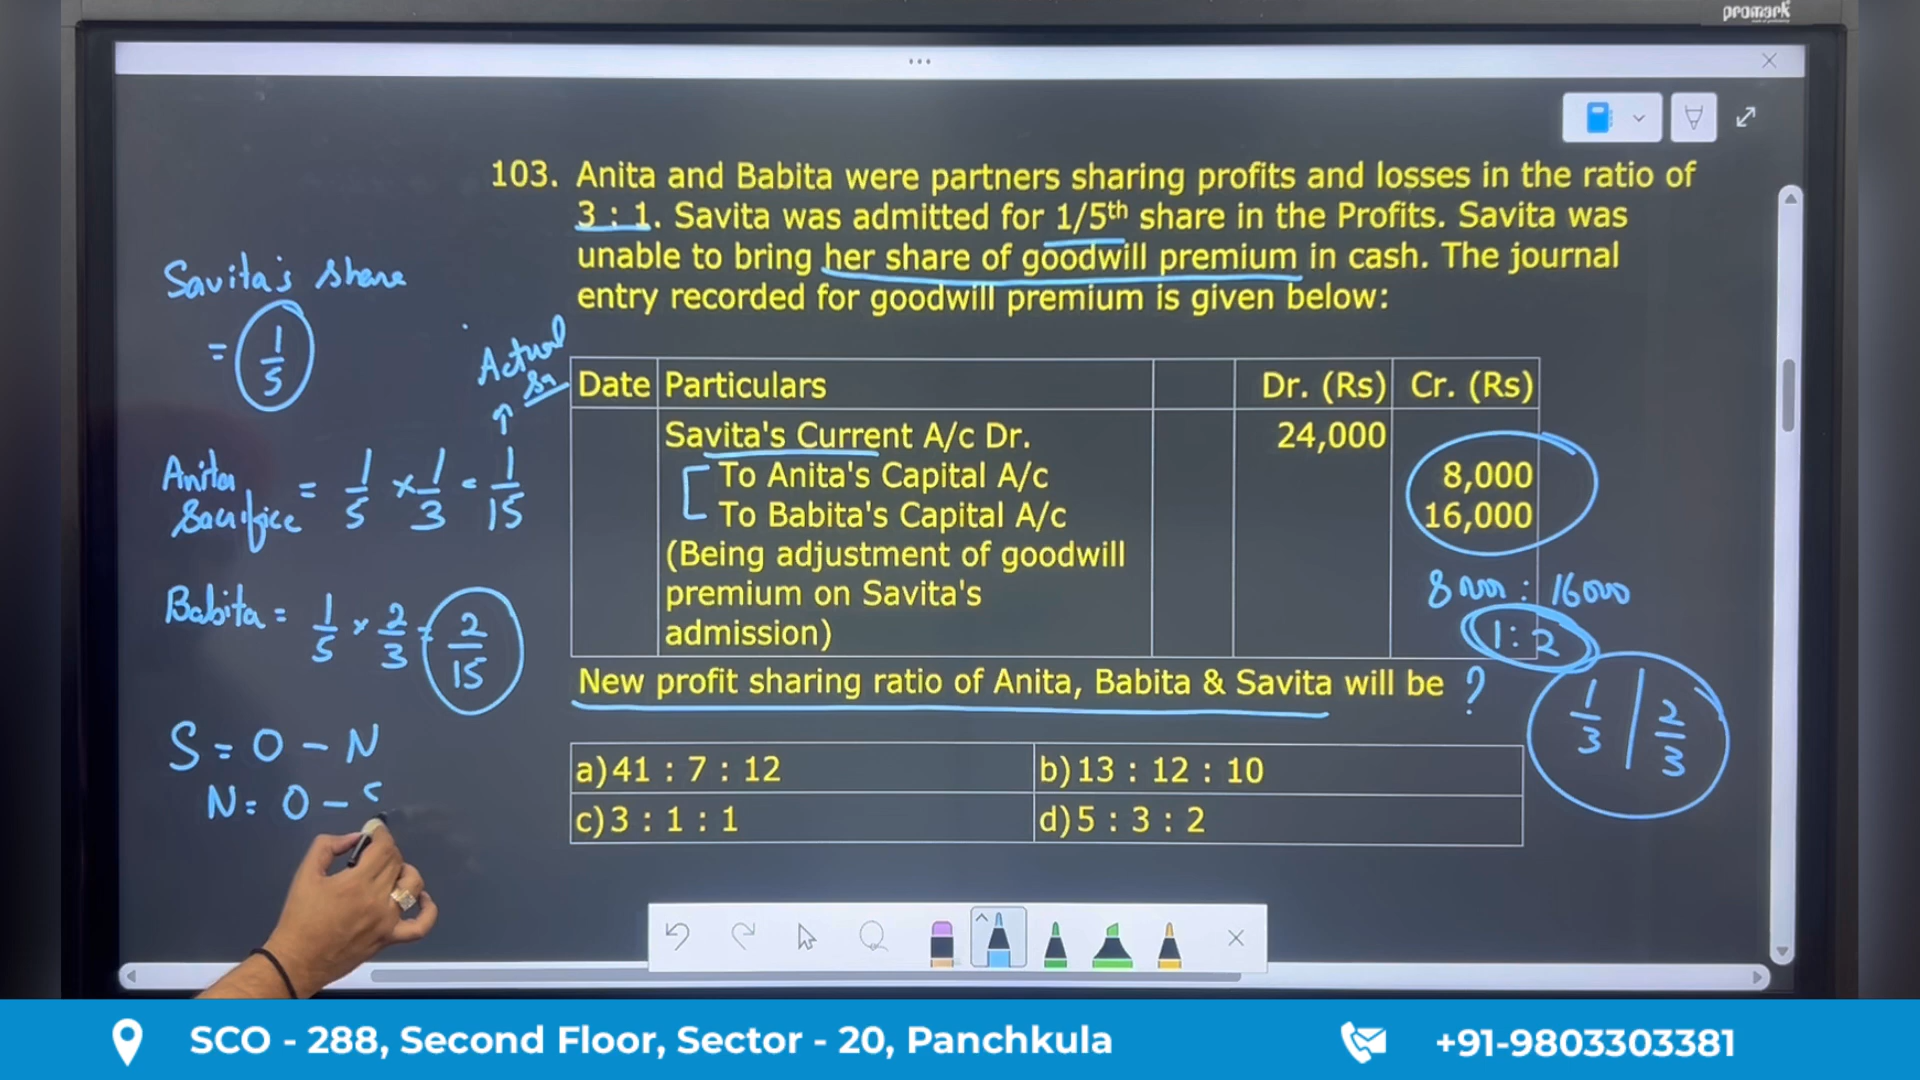 promark
103. Anita and Babita were partners sharing profits and losses in the ratio of
3 : 1. Savita was admitted for 1/5th share in the Profits. Savita was
unable to bring her share of goodwill premium in cash. The journal
entry recorded for goodwill premium is given below:
Savita's share
= 1/5
Actual
Date Particulars Dr. (Rs) Cr. (Rs)
Savita's Current A/c Dr. 24,000
To Anita's Capital A/c 8,000
To Babita's Capital A/c 16,000
(Being adjustment of goodwill
premium on Savita's
admission)
Anita
Sacrifice = 1/5 × 1/3 = 1/15
Babita = 1/5 × 2/3 = 2/15
8000 : 16000
1 : 2
1/3 | 2/3
New profit sharing ratio of Anita, Babita & Savita will be ?
S = O - N
N = O -
a) 41 : 7 : 12 b) 13 : 12 : 10
c) 3 : 1 : 1 d) 5 : 3 : 2
SCO - 288, Second Floor, Sector - 20, Panchkula
+91-9803303381